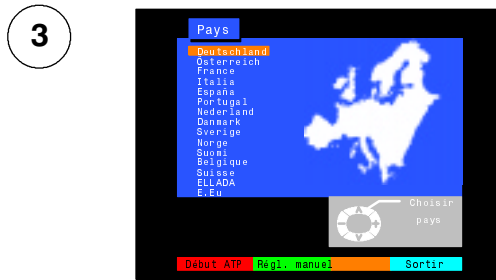 3
Pays
Deutschland
Österreich
France
Italia
España
Portugal
Nederland
Danmark
Sverige
Norge
Suomi
Belgique
Suisse
ELLADA
E.Eu
Choisir
pays
Début ATP Régl. manuel Sortir